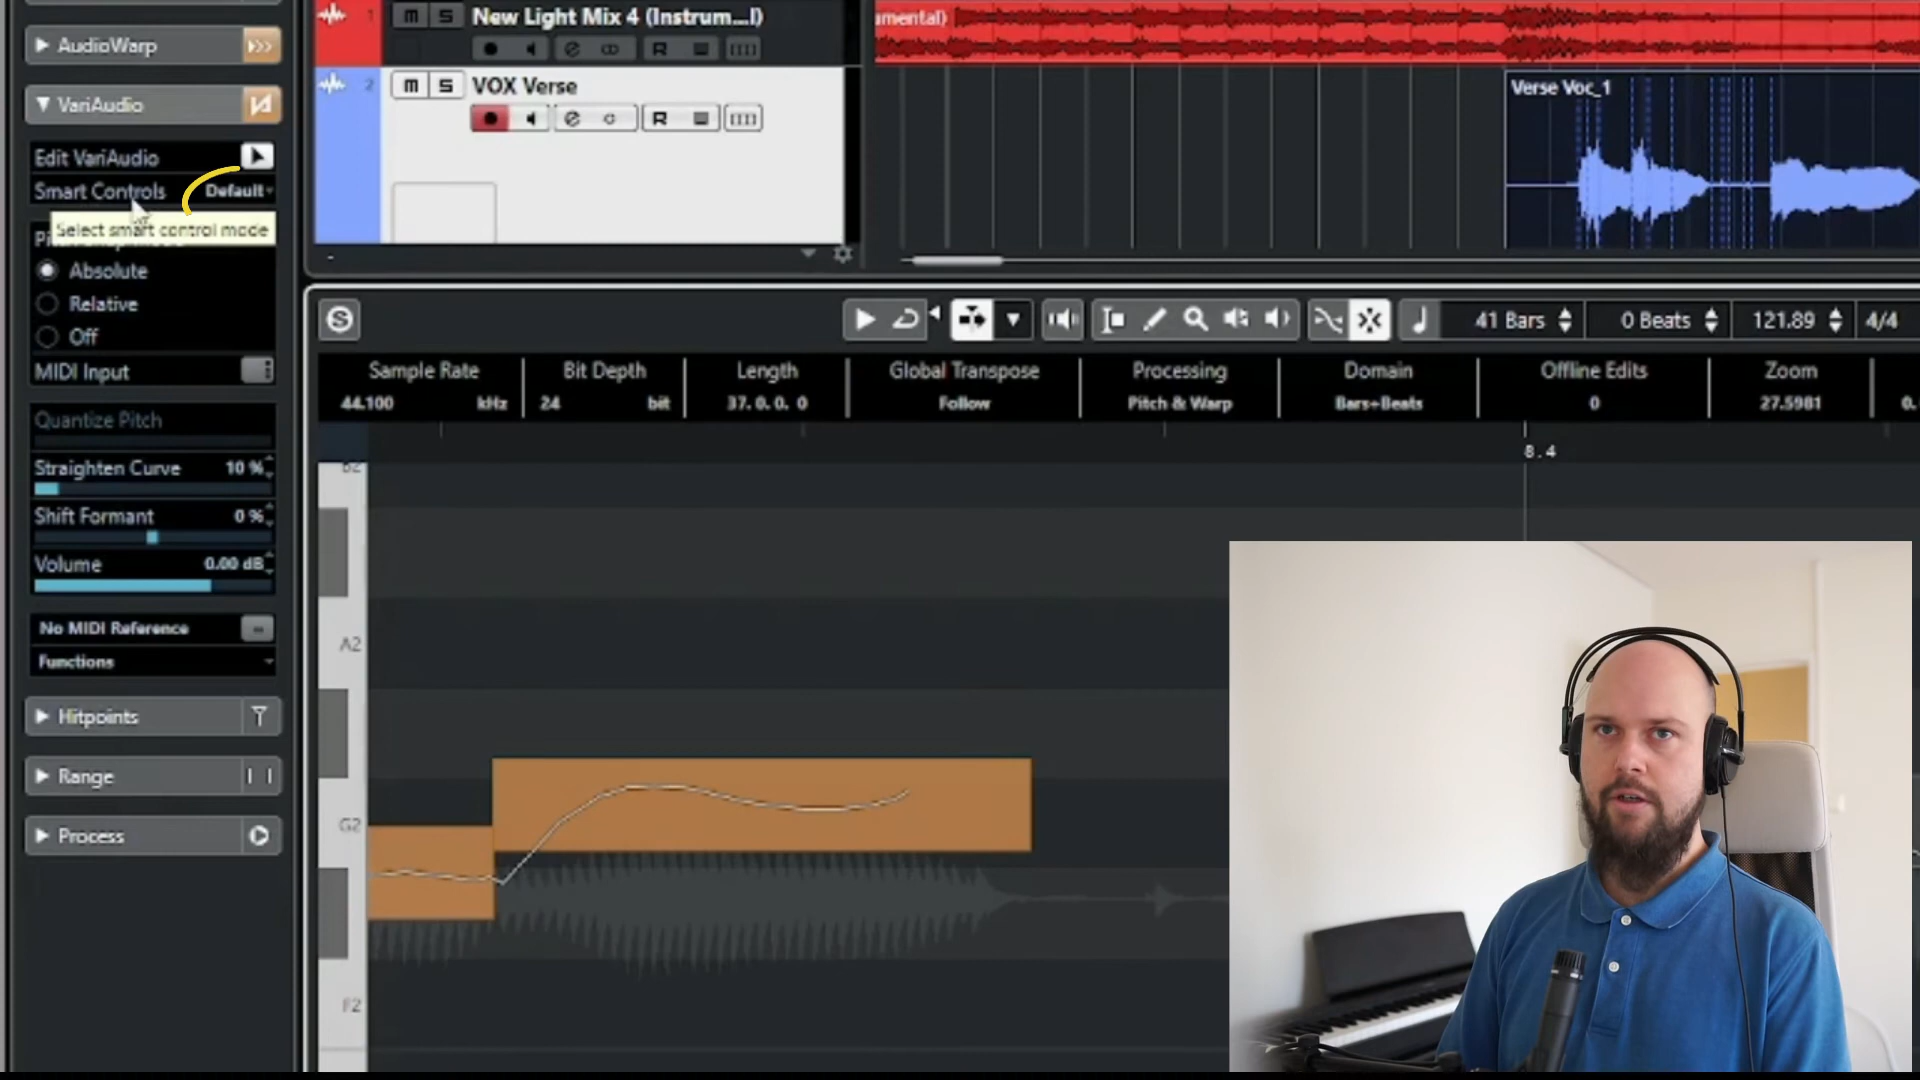 AudioWarp
VariAudio
Edit VariAudio
Smart Controls Default
Select smart control mode
Absolute
Relative
Off
MIDI Input
Quantize Pitch
Straighten Curve 10 %
Shift Formant 0 %
Volume 0.00 dB
No MIDI Reference
Functions
Hitpoints
Range
Process
1 m S New Light Mix 4 (Instrum...l)
R
2 m S VOX Verse
R
umental)
Verse Voc_1
41 Bars 0 Beats 121.89 4/4
Sample Rate Bit Depth Length Global Transpose Processing Domain Offline Edits Zoom
44.100 kHz 24 bit 37. 0. 0. 0 Follow Pitch & Warp Bars+Beats 0 27.5981 0.
8.4
B2
A2
G2
F2